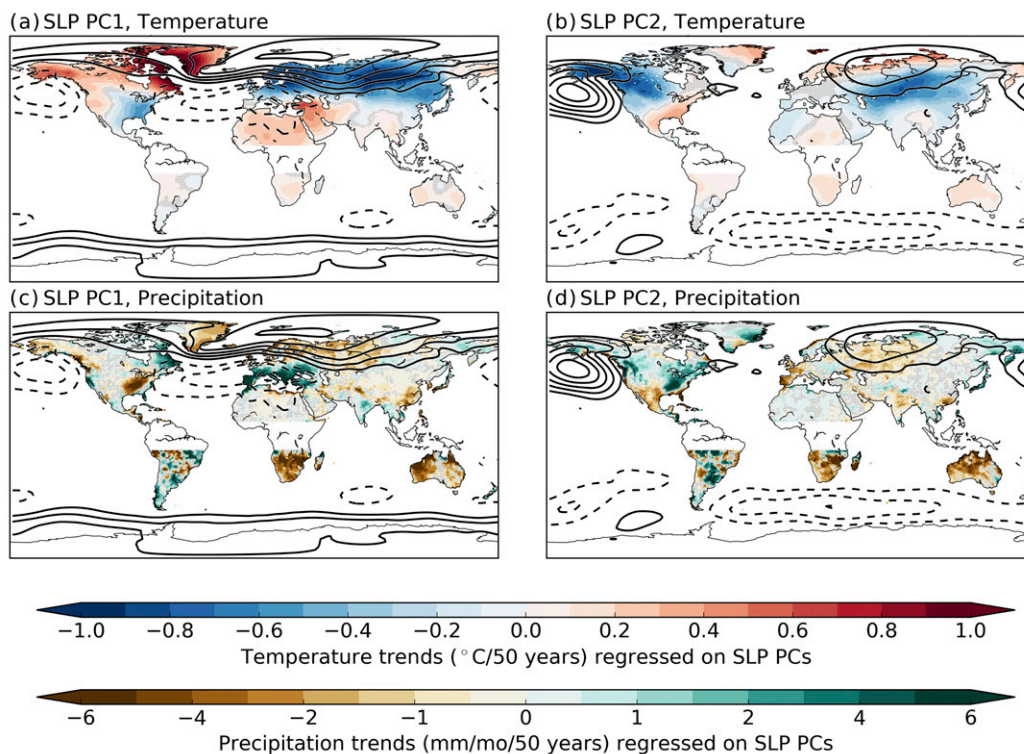 (a) SLP PC1, Temperature
(b) SLP PC2, Temperature
(c) SLP PC1, Precipitation
(d) SLP PC2, Precipitation
−1.0 −0.8 −0.6 −0.4 −0.2 0.0 0.2 0.4 0.6 0.8 1.0
Temperature trends (°C/50 years) regressed on SLP PCs
−6 −4 −2 −1 0 1 2 4 6
Precipitation trends (mm/mo/50 years) regressed on SLP PCs